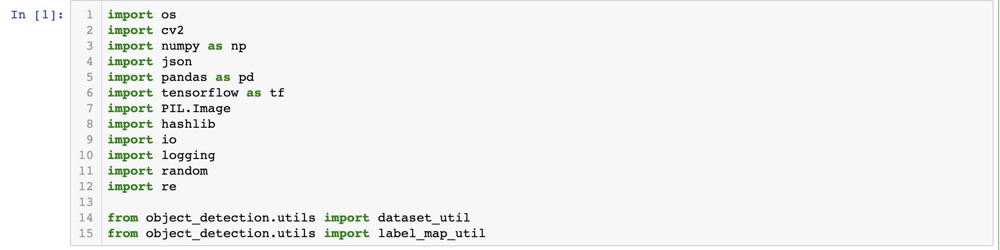 In [1]:
1 import os
2 import cv2
3 import numpy as np
4 import json
5 import pandas as pd
6 import tensorflow as tf
7 import PIL.Image
8 import hashlib
9 import io
10 import logging
11 import random
12 import re
13
14 from object_detection.utils import dataset_util
15 from object_detection.utils import label_map_util